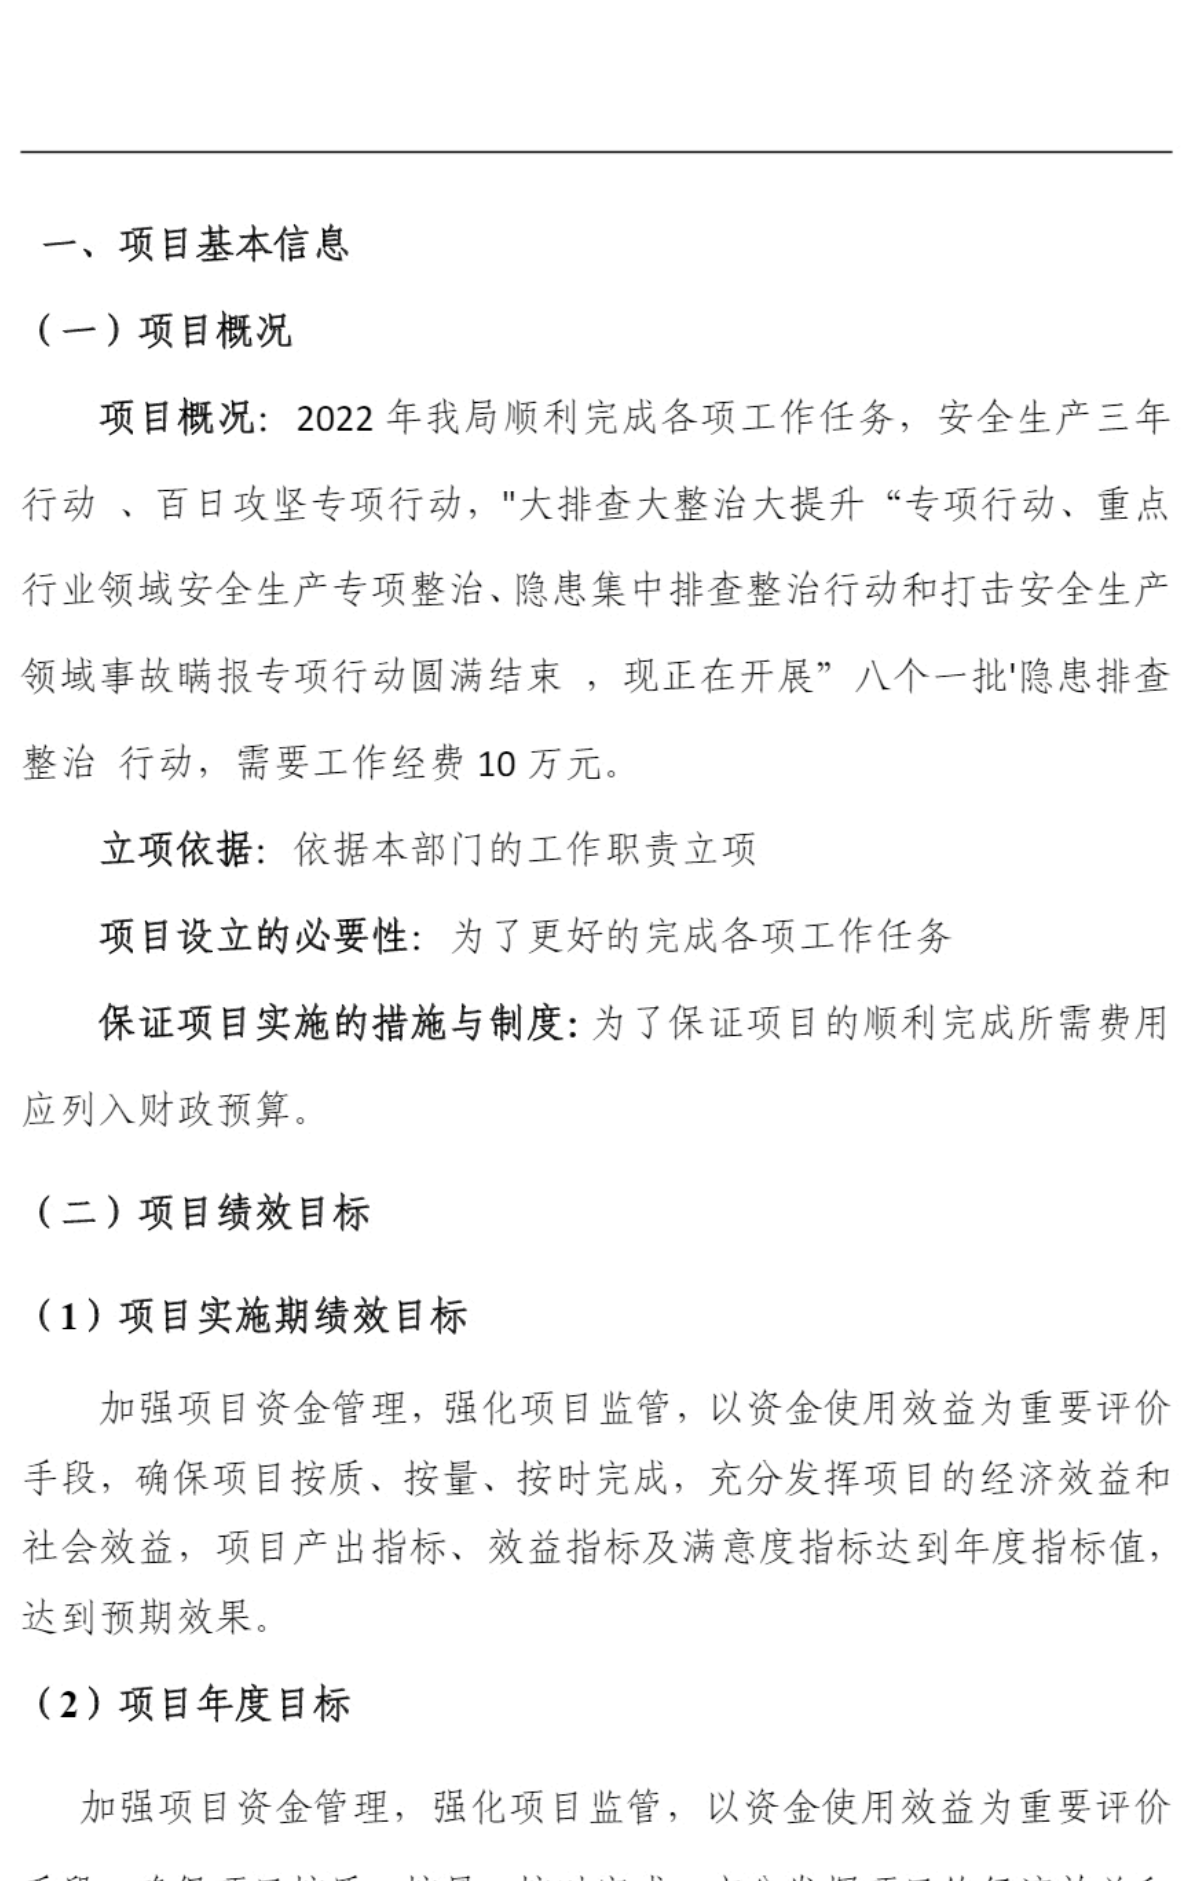 一、项目基本信息
（一）项目概况
项目概况：2022 年我局顺利完成各项工作任务，安全生产三年
行动 、百日攻坚专项行动，"大排查大整治大提升“专项行动、重点
行业领域安全生产专项整治、隐患集中排查整治行动和打击安全生产
领域事故瞒报专项行动圆满结束 ，现正在开展”八个一批'隐患排查
整治 行动，需要工作经费 10 万元。
立项依据：依据本部门的工作职责立项
项目设立的必要性：为了更好的完成各项工作任务
保证项目实施的措施与制度：为了保证项目的顺利完成所需费用
应列入财政预算。
（二）项目绩效目标
（1）项目实施期绩效目标
加强项目资金管理，强化项目监管，以资金使用效益为重要评价
手段，确保项目按质、按量、按时完成，充分发挥项目的经济效益和
社会效益，项目产出指标、效益指标及满意度指标达到年度指标值，
达到预期效果。
（2）项目年度目标
加强项目资金管理，强化项目监管，以资金使用效益为重要评价